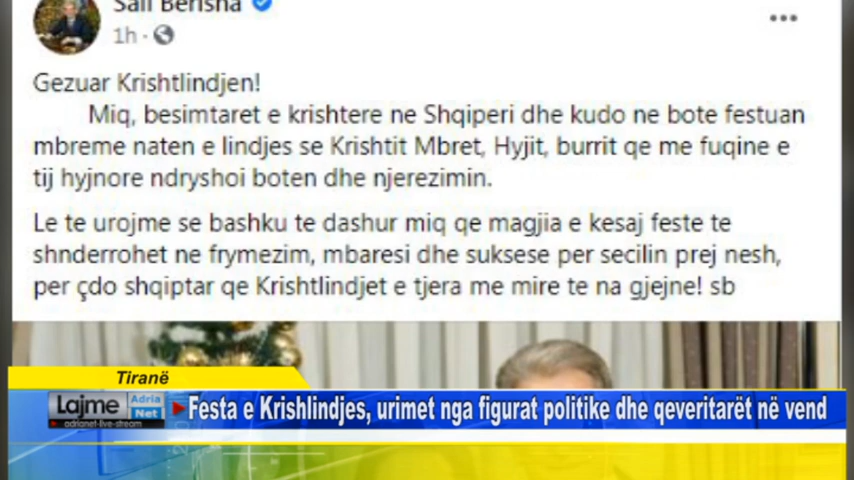 Sali Berisha
1h ·
Gezuar Krishtlindjen!
Miq, besimtaret e krishtere ne Shqiperi dhe kudo ne bote festuan
mbreme naten e lindjes se Krishtit Mbret, Hyjit, burrit qe me fuqine e
tij hyjnore ndryshoi boten dhe njerezimin.
Le te urojme se bashku te dashur miq qe magjia e kesaj feste te
shnderrohet ne frymezim, mbaresi dhe suksese per secilin prej nesh,
per çdo shqiptar qe Krishtlindjet e tjera me mire te na gjejne! sb
Tiranë
Lajme Adria Net
adrianet-live-stream
Festa e Krishlindjes, urimet nga figurat politike dhe qeveritarët në vend